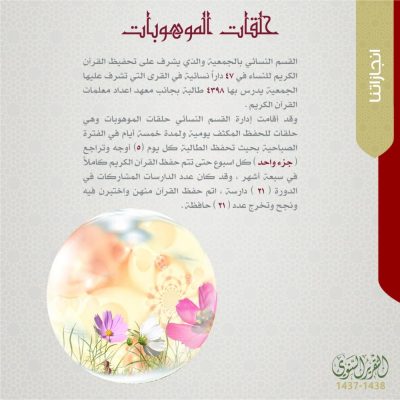 حلقات الموهوبات
انجازاتنا
القسم النسائي بالجمعية والذي يشرف على تحفيظ القرآن
الكريم للنساء في ٤٧ داراً نسائية في القرى التي تشرف عليها
الجمعية يدرس بها ٤٣٩٨ طالبة بجانب معهد اعداد معلمات
القرآن الكريم .
وقد أقامت إدارة القسم النسائي حلقات الموهوبات وهي
حلقات للحفظ المكثف يومية ولمدة خمسة أيام في الفترة
الصباحية بحيث تحفظ الطالبة كل يوم (٥) أوجه وتراجع
( جزء واحد ) كل اسبوع حتى تتم حفظ القرآن الكريم كاملاً
في سبعة أشهر ، وقد كان عدد الدارسات المشاركات في
الدورة ( ٢١ ) دارسة ، اتم حفظ القرآن منهن واختبرن فيه
ونجح وتخرج عدد ( ٢١ ) حافظة .
التقرير السنوي
1437-1438